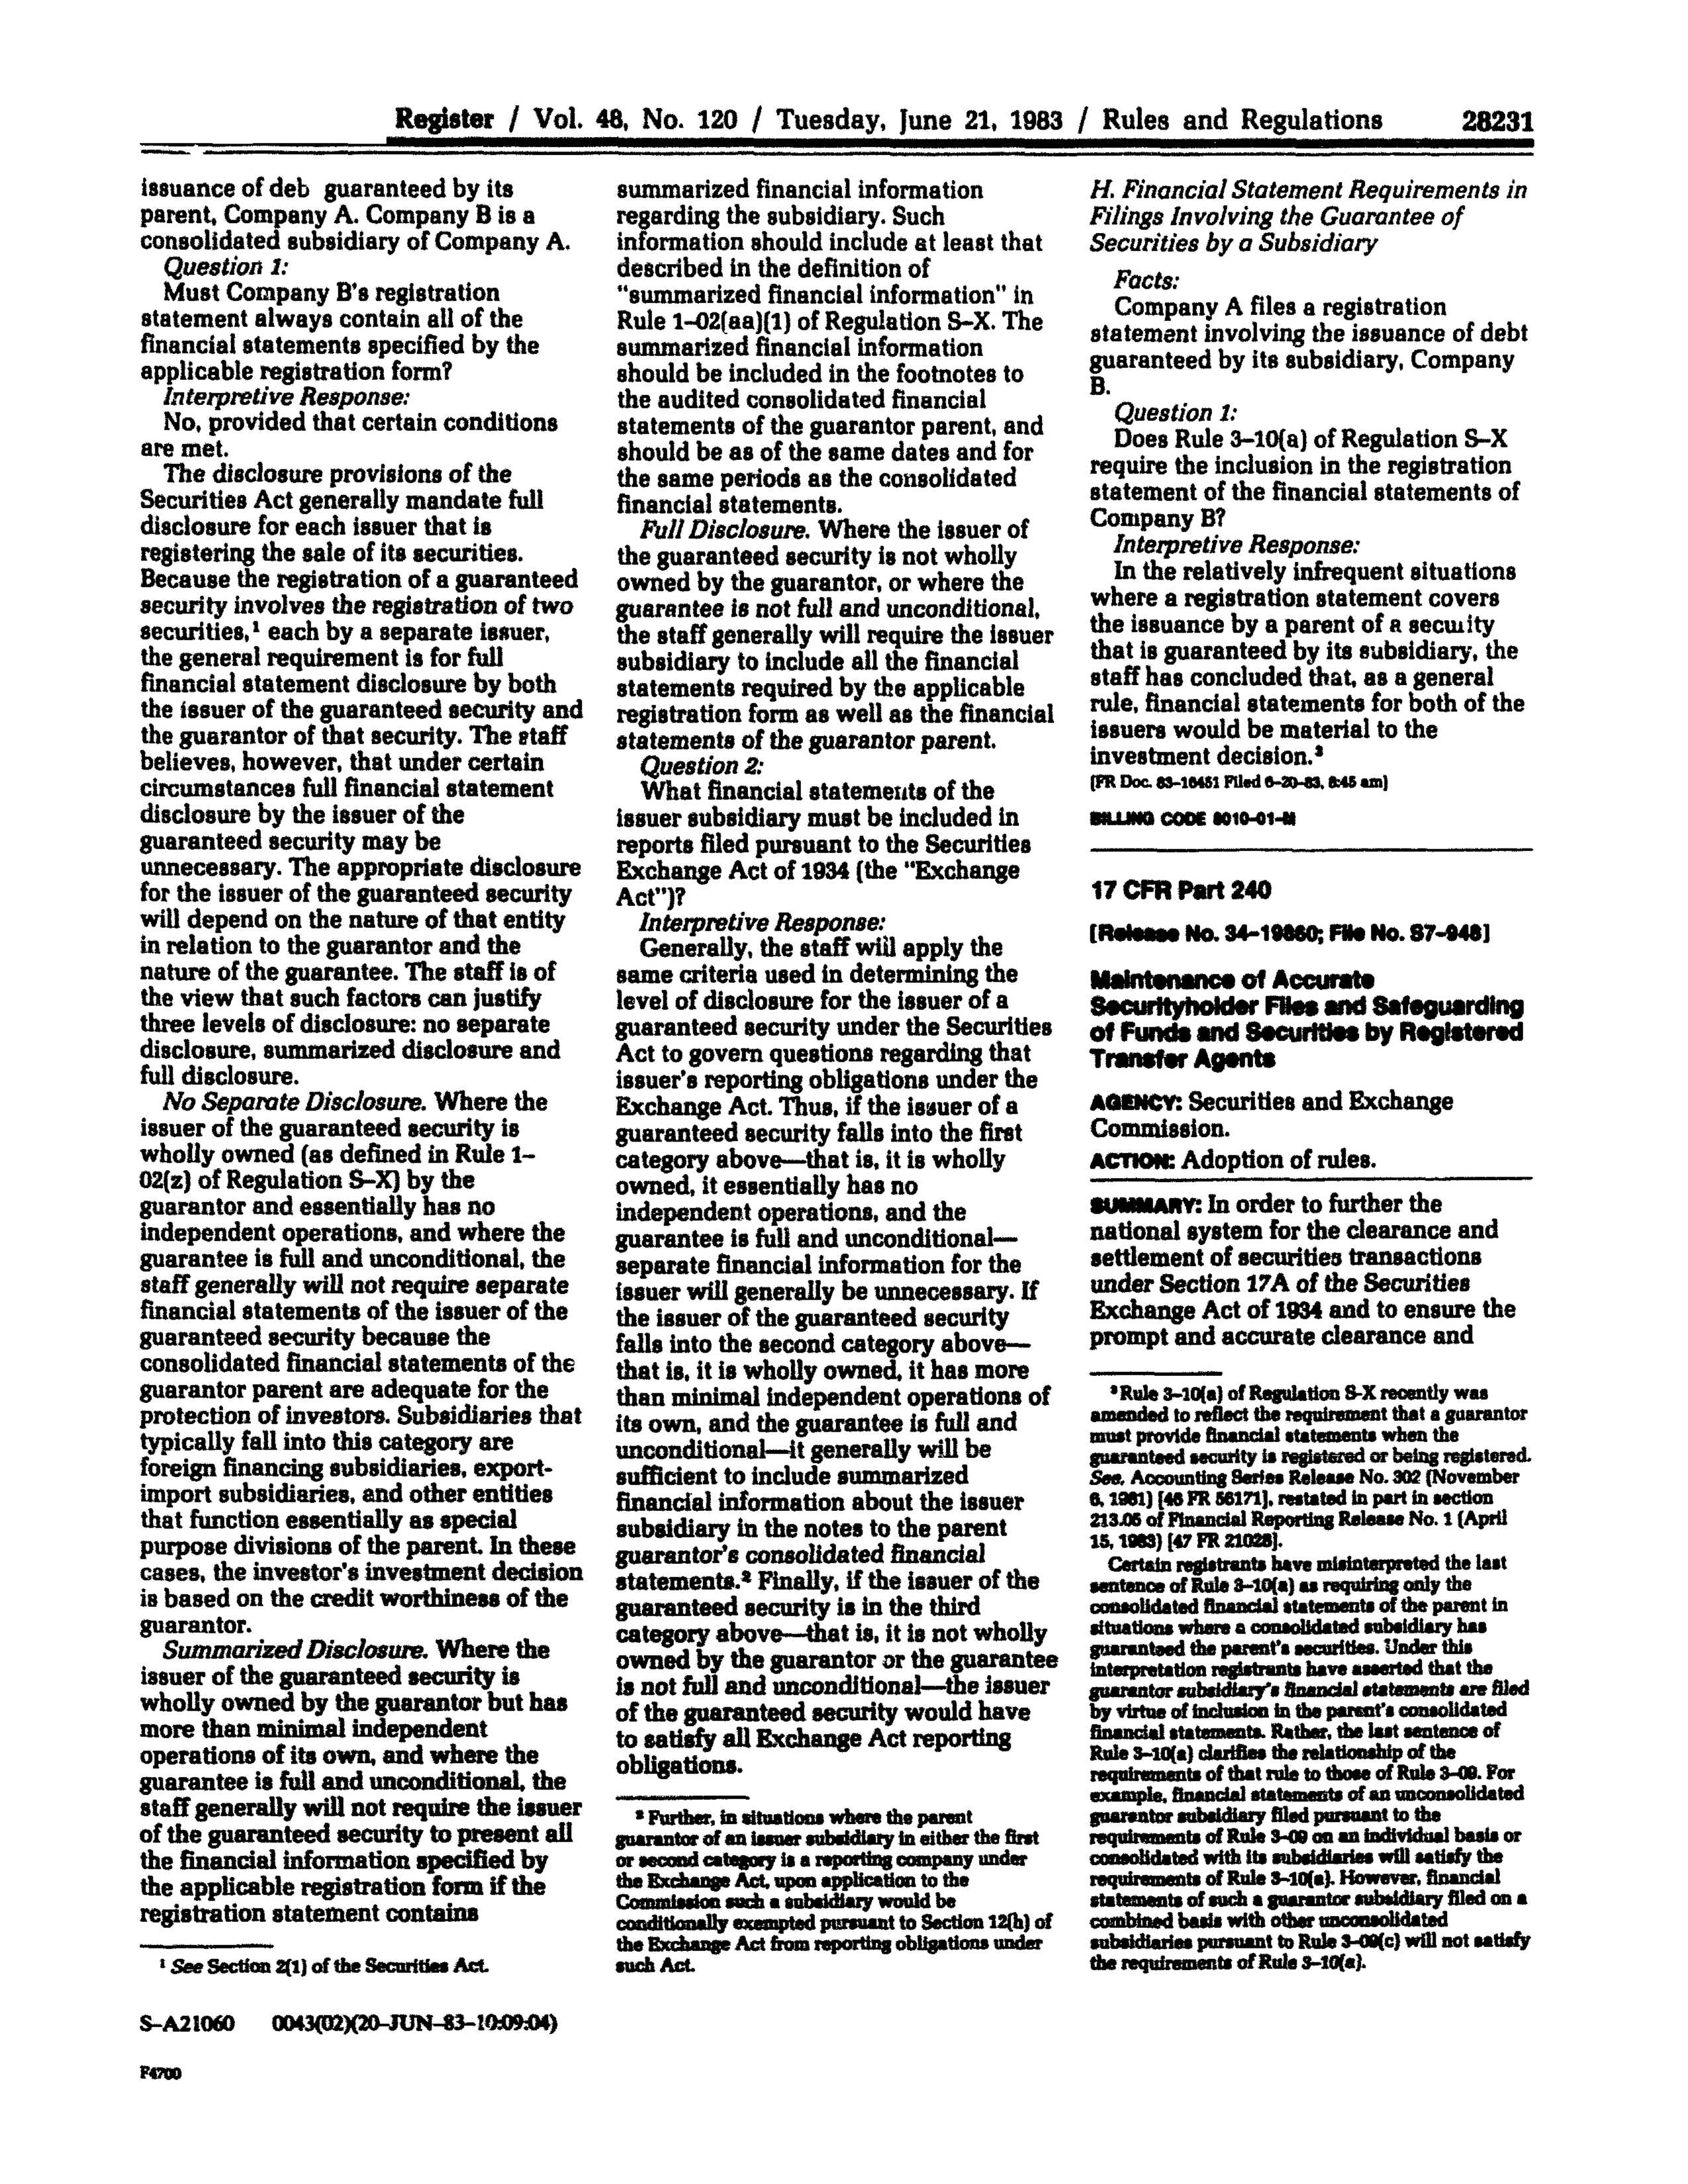 Register / Vol. 48, No. 120 / Tuesday, June 21, 1983 / Rules and Regulations 28231
issuance of deb guaranteed by its
parent, Company A. Company B is a
consolidated subsidiary of Company A.
Question 1:
Must Company B's registration
statement always contain all of the
financial statements specified by the
applicable registration form?
Interpretive Response:
No, provided that certain conditions
are met.
The disclosure provisions of the
Securities Act generally mandate full
disclosure for each issuer that is
registering the sale of its securities.
Because the registration of a guaranteed
security involves the registration of two
securities,¹ each by a separate issuer,
the general requirement is for full
financial statement disclosure by both
the issuer of the guaranteed security and
the guarantor of that security. The staff
believes, however, that under certain
circumstances full financial statement
disclosure by the issuer of the
guaranteed security may be
unnecessary. The appropriate disclosure
for the issuer of the guaranteed security
will depend on the nature of that entity
in relation to the guarantor and the
nature of the guarantee. The staff is of
the view that such factors can justify
three levels of disclosure: no separate
disclosure, summarized disclosure and
full disclosure.
No Separate Disclosure. Where the
issuer of the guaranteed security is
wholly owned (as defined in Rule 1–
02(z) of Regulation S–X) by the
guarantor and essentially has no
independent operations, and where the
guarantee is full and unconditional, the
staff generally will not require separate
financial statements of the issuer of the
guaranteed security because the
consolidated financial statements of the
guarantor parent are adequate for the
protection of investors. Subsidiaries that
typically fall into this category are
foreign financing subsidiaries, export-
import subsidiaries, and other entities
that function essentially as special
purpose divisions of the parent. In these
cases, the investor's investment decision
is based on the credit worthiness of the
guarantor.
Summarized Disclosure. Where the
issuer of the guaranteed security is
wholly owned by the guarantor but has
more than minimal independent
operations of its own, and where the
guarantee is full and unconditional, the
staff generally will not require the issuer
of the guaranteed security to present all
the financial information specified by
the applicable registration form if the
registration statement contains
¹ See Section 2(1) of the Securities Act.
summarized financial information
regarding the subsidiary. Such
information should include at least that
described in the definition of
"summarized financial information" in
Rule 1–02(aa)(1) of Regulation S–X. The
summarized financial information
should be included in the footnotes to
the audited consolidated financial
statements of the guarantor parent, and
should be as of the same dates and for
the same periods as the consolidated
financial statements.
Full Disclosure. Where the issuer of
the guaranteed security is not wholly
owned by the guarantor, or where the
guarantee is not full and unconditional,
the staff generally will require the issuer
subsidiary to include all the financial
statements required by the applicable
registration form as well as the financial
statements of the guarantor parent.
Question 2:
What financial statements of the
issuer subsidiary must be included in
reports filed pursuant to the Securities
Exchange Act of 1934 (the "Exchange
Act")?
Interpretive Response:
Generally, the staff will apply the
same criteria used in determining the
level of disclosure for the issuer of a
guaranteed security under the Securities
Act to govern questions regarding that
issuer's reporting obligations under the
Exchange Act. Thus, if the issuer of a
guaranteed security falls into the first
category above—that is, it is wholly
owned, it essentially has no
independent operations, and the
guarantee is full and unconditional—
separate financial information for the
issuer will generally be unnecessary. If
the issuer of the guaranteed security
falls into the second category above—
that is, it is wholly owned, it has more
than minimal independent operations of
its own, and the guarantee is full and
unconditional—it generally will be
sufficient to include summarized
financial information about the issuer
subsidiary in the notes to the parent
guarantor's consolidated financial
statements.² Finally, if the issuer of the
guaranteed security is in the third
category above—that is, it is not wholly
owned by the guarantor or the guarantee
is not full and unconditional—the issuer
of the guaranteed security would have
to satisfy all Exchange Act reporting
obligations.
² Further, in situations where the parent
guarantor of an issuer subsidiary in either the first
or second category is a reporting company under
the Exchange Act, upon application to the
Commission such a subsidiary would be
conditionally exempted pursuant to Section 12(h) of
the Exchange Act from reporting obligations under
such Act.
H. Financial Statement Requirements in
Filings Involving the Guarantee of
Securities by a Subsidiary
Facts:
Company A files a registration
statement involving the issuance of debt
guaranteed by its subsidiary, Company
B.
Question 1:
Does Rule 3–10(a) of Regulation S–X
require the inclusion in the registration
statement of the financial statements of
Company B?
Interpretive Response:
In the relatively infrequent situations
where a registration statement covers
the issuance by a parent of a security
that is guaranteed by its subsidiary, the
staff has concluded that, as a general
rule, financial statements for both of the
issuers would be material to the
investment decision.³
[FR Doc. 83–16451 Filed 6–20–83, 8:45 am]
BILLING CODE 8010–01–M
17 CFR Part 240
[Release No. 34–19860; File No. S7–948]
Maintenance of Accurate
Securityholder Files and Safeguarding
of Funds and Securities by Registered
Transfer Agents
AGENCY: Securities and Exchange
Commission.
ACTION: Adoption of rules.
SUMMARY: In order to further the
national system for the clearance and
settlement of securities transactions
under Section 17A of the Securities
Exchange Act of 1934 and to ensure the
prompt and accurate clearance and
³ Rule 3–10(a) of Regulation S-X recently was
amended to reflect the requirement that a guarantor
must provide financial statements when the
guaranteed security is registered or being registered.
See, Accounting Series Release No. 302 (November
6, 1981) [46 FR 56171], restated in part in section
213.05 of Financial Reporting Release No. 1 (April
15, 1983) [47 FR 21028].
Certain registrants have misinterpreted the last
sentence of Rule 3–10(a) as requiring only the
consolidated financial statements of the parent in
situations where a consolidated subsidiary has
guaranteed the parent's securities. Under this
interpretation registrants have asserted that the
guarantor subsidiary's financial statements are filed
by virtue of inclusion in the parent's consolidated
financial statements. Rather, the last sentence of
Rule 3–10(a) clarifies the relationship of the
requirements of that rule to those of Rule 3–09. For
example, financial statements of an unconsolidated
guarantor subsidiary filed pursuant to the
requirements of Rule 3–09 on an individual basis or
consolidated with its subsidiaries will satisfy the
requirements of Rule 3–10(a). However, financial
statements of such a guarantor subsidiary filed on a
combined basis with other unconsolidated
subsidiaries pursuant to Rule 3–09(c) will not satisfy
the requirements of Rule 3–10(a).
S–A21060 0043(02)(20–JUN–83–10:09:04)
F4700